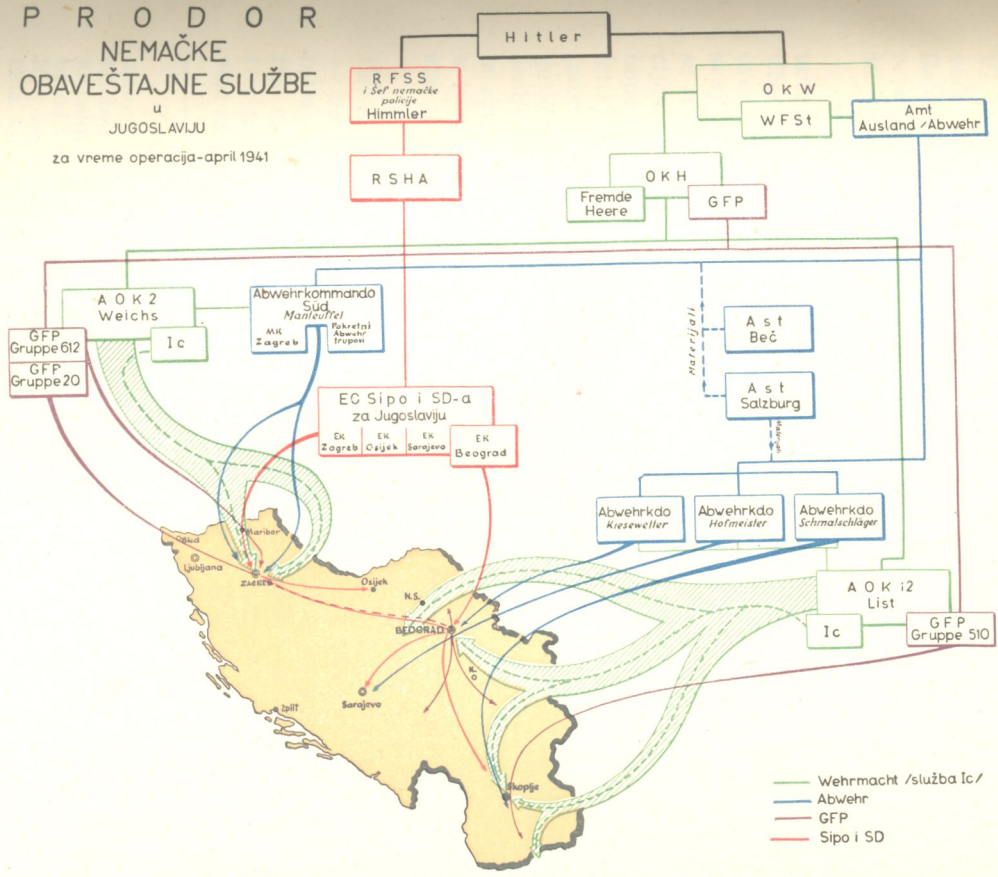 PRODOR
NEMAČKE
OBAVEŠTAJNE SLUŽBE
u
JUGOSLAVIJU
za vreme operacija-april 1941
Hitler
RFSS
i Šef nemačke
policije
Himmler
RSHA
OKW
WFSt
Amt
Ausland/Abwehr
OKH
Fremde
Heere
GFP
AOK2
Weichs
Ic
GFP
Gruppe 612
GFP
Gruppe 20
Abwehrkommando
Süd
Manteuffel
MK
Zagreb
Pokretni
Abwehr
trupovi
Materijali
Ast
Beč
Ast
Salzburg
Materijali
EG Sipo i SD-a
za Jugoslaviju
EK
Zagreb
EK
Osijek
EK
Sarajevo
EK
Beograd
Abwehrkdo
Kieseweller
Abwehrkdo
Hofmeister
Abwehrkdo
Schmalschläger
AOK i2
List
Ic
GFP
Gruppe 510
Bled
Ljubljana
Maribor
ZAGREB
Osijek
N.S.
BEOGRAD
K.
Sarajevo
Split
Skoplje
Wehrmacht /služba Ic/
Abwehr
GFP
Sipo i SD